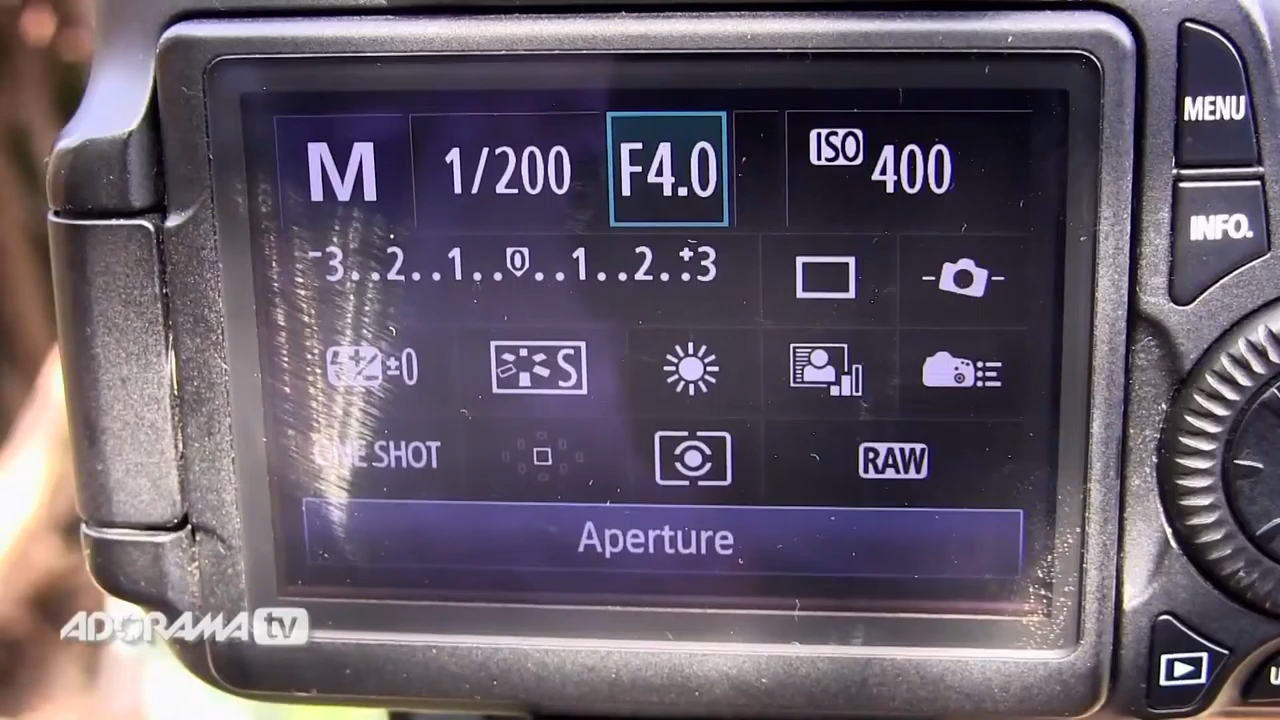 M 1/200 F4.0 ISO 400
MENU
INFO.
-3..2..1..0..1..2..+3
±0
S
ONE SHOT
RAW
Aperture
ADORAMA tv